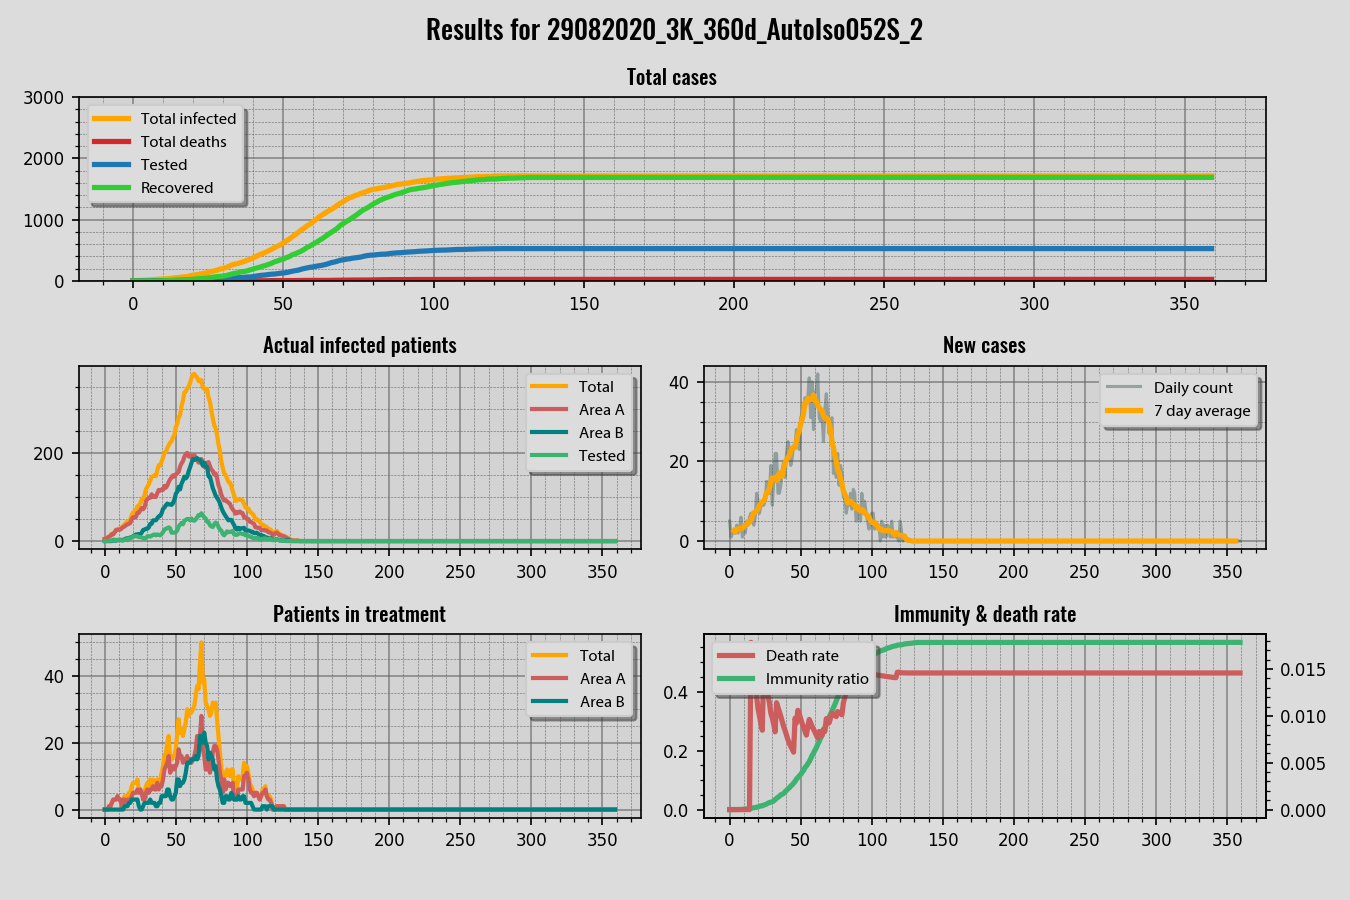 Results for 29082020_3K_360d_AutoIso052S_2
Total cases
3000
2000
1000
0
Total infected
Total deaths
Tested
Recovered
0 50 100 150 200 250 300 350
Actual infected patients
200
0
Total
Area A
Area B
Tested
0 50 100 150 200 250 300 350
New cases
40
20
0
Daily count
7 day average
0 50 100 150 200 250 300 350
Patients in treatment
40
20
0
Total
Area A
Area B
0 50 100 150 200 250 300 350
Immunity & death rate
0.4
0.2
0.0
Death rate
Immunity ratio
0.015
0.010
0.005
0.000
0 50 100 150 200 250 300 350